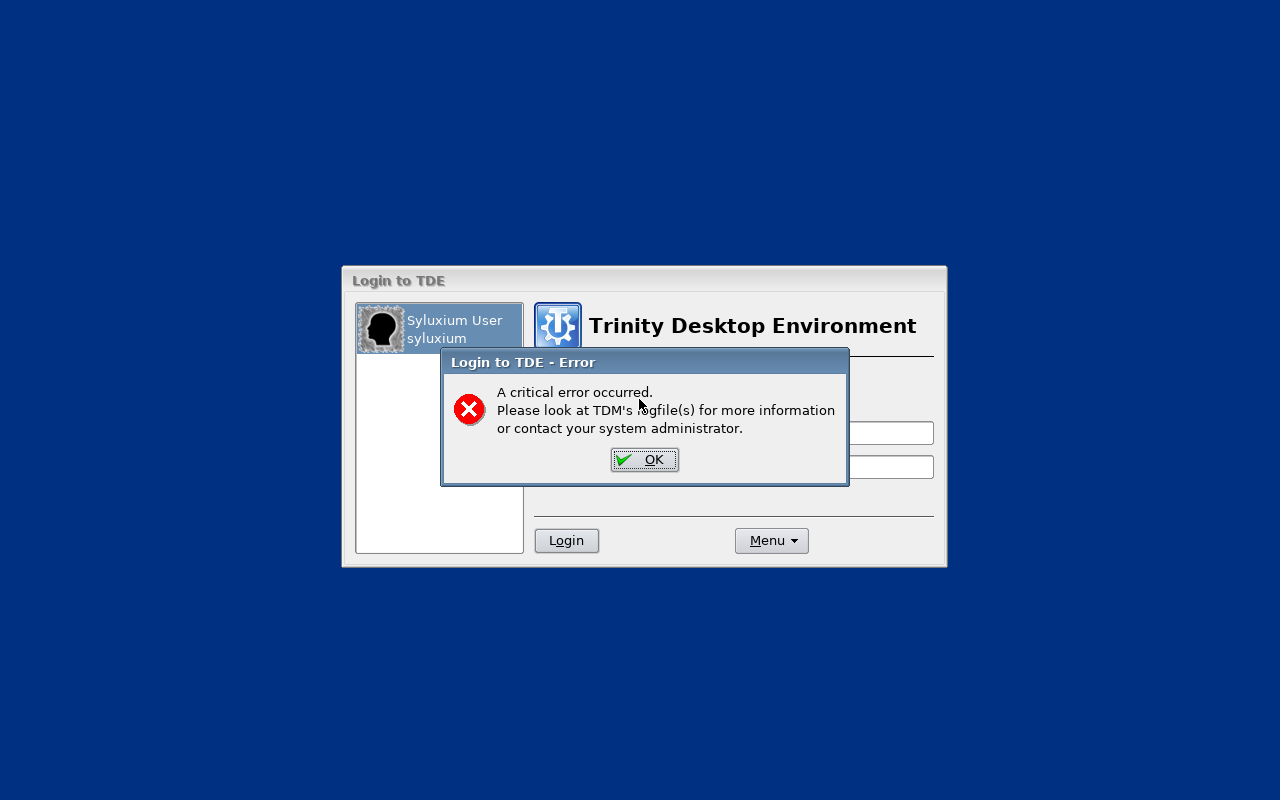 Login to TDE
Syluxium User
syluxium
Trinity Desktop Environment
Login to TDE - Error
A critical error occurred.
Please look at TDM's logfile(s) for more information
or contact your system administrator.
OK
Login
Menu